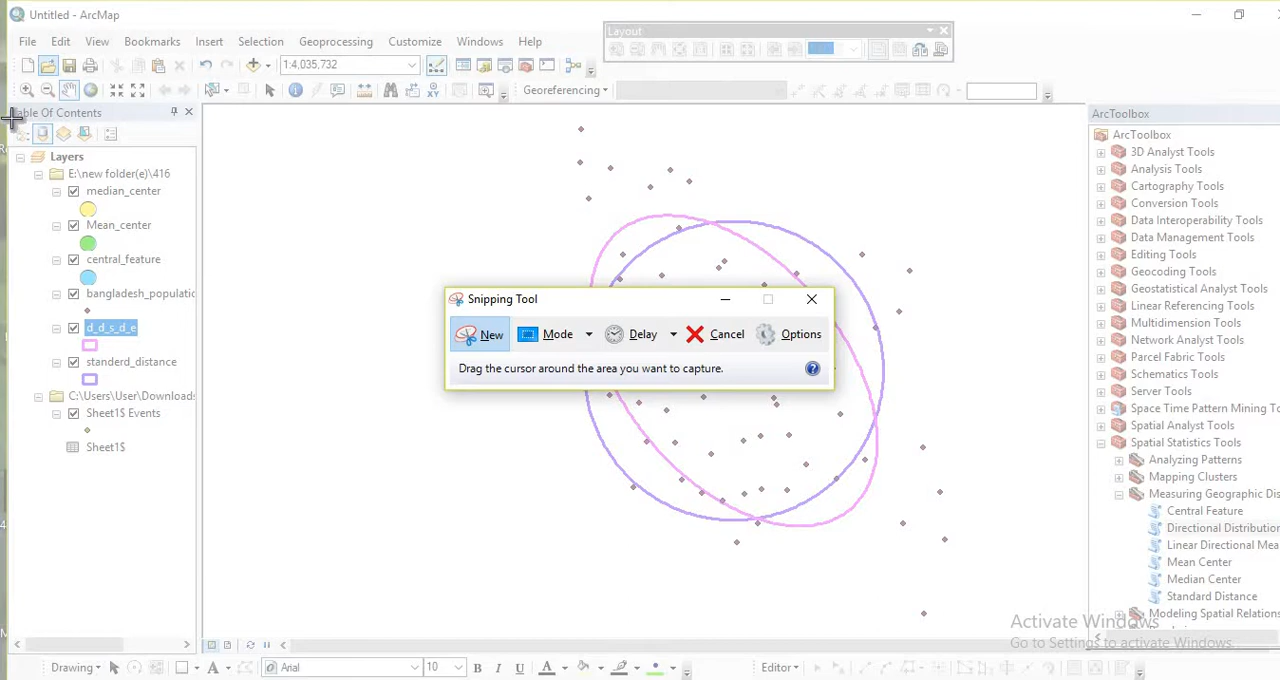 Untitled - ArcMap
File Edit View Bookmarks Insert Selection Geoprocessing Customize Windows Help
Layout
1:4,035,732
Georeferencing
Table Of Contents
Layers
E:\new folder(e)\416
median_center
Mean_center
central_feature
bangladesh_populatio
d_d_s_d_e
standerd_distance
C:\Users\User\Download:
Sheet1$ Events
Sheet1$
Snipping Tool
New Mode Delay Cancel Options
Drag the cursor around the area you want to capture.
ArcToolbox
ArcToolbox
3D Analyst Tools
Analysis Tools
Cartography Tools
Conversion Tools
Data Interoperability Tools
Data Management Tools
Editing Tools
Geocoding Tools
Geostatistical Analyst Tools
Linear Referencing Tools
Multidimension Tools
Network Analyst Tools
Parcel Fabric Tools
Schematics Tools
Server Tools
Space Time Pattern Mining To
Spatial Analyst Tools
Spatial Statistics Tools
Analyzing Patterns
Mapping Clusters
Measuring Geographic Dis
Central Feature
Directional Distribution
Linear Directional Mea
Mean Center
Median Center
Standard Distance
Modeling Spatial Relations
Activate Windows
Go to Settings to activate Windows.
Drawing
Arial 10 B I U A
Editor